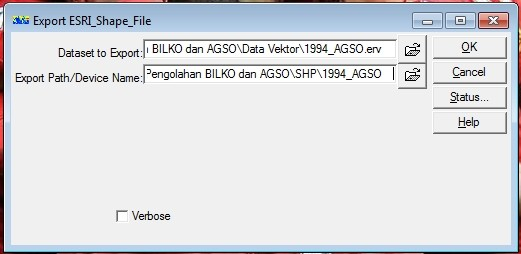 Export ESRI_Shape_File
Dataset to Export: BILKO dan AGSO\Data Vektor\1994_AGSO.erv
OK
Export Path/Device Name: Pengolahan BILKO dan AGSO\SHP\1994_AGSO
Cancel
Status...
Help
Verbose